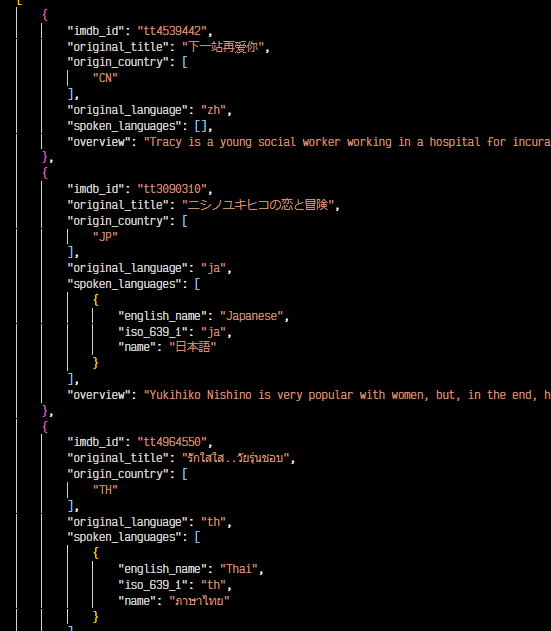 [
{
"imdb_id": "tt4539442",
"original_title": "下一站再爱你",
"origin_country": [
"CN"
],
"original_language": "zh",
"spoken_languages": [],
"overview": "Tracy is a young social worker working in a hospital for incura
},
{
"imdb_id": "tt3090310",
"original_title": "ニシノユキヒコの恋と冒険",
"origin_country": [
"JP"
],
"original_language": "ja",
"spoken_languages": [
{
"english_name": "Japanese",
"iso_639_1": "ja",
"name": "日本語"
}
],
"overview": "Yukihiko Nishino is very popular with women, but, in the end, h
},
{
"imdb_id": "tt4964550",
"original_title": "รักใสใส..วัยรุ่นชอบ",
"origin_country": [
"TH"
],
"original_language": "th",
"spoken_languages": [
{
"english_name": "Thai",
"iso_639_1": "th",
"name": "ภาษาไทย"
}
]